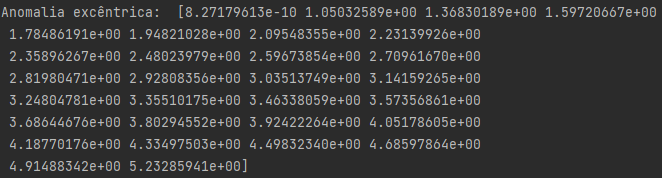 Anomalia excêntrica:  [8.27179613e-10 1.05032589e+00 1.36830189e+00 1.59720667e+00
 1.78486191e+00 1.94821028e+00 2.09548355e+00 2.23139926e+00
 2.35896267e+00 2.48023979e+00 2.59673854e+00 2.70961670e+00
 2.81980471e+00 2.92808356e+00 3.03513749e+00 3.14159265e+00
 3.24804781e+00 3.35510175e+00 3.46338059e+00 3.57356861e+00
 3.68644676e+00 3.80294552e+00 3.92422264e+00 4.05178605e+00
 4.18770176e+00 4.33497503e+00 4.49832340e+00 4.68597864e+00
 4.91488342e+00 5.23285941e+00]